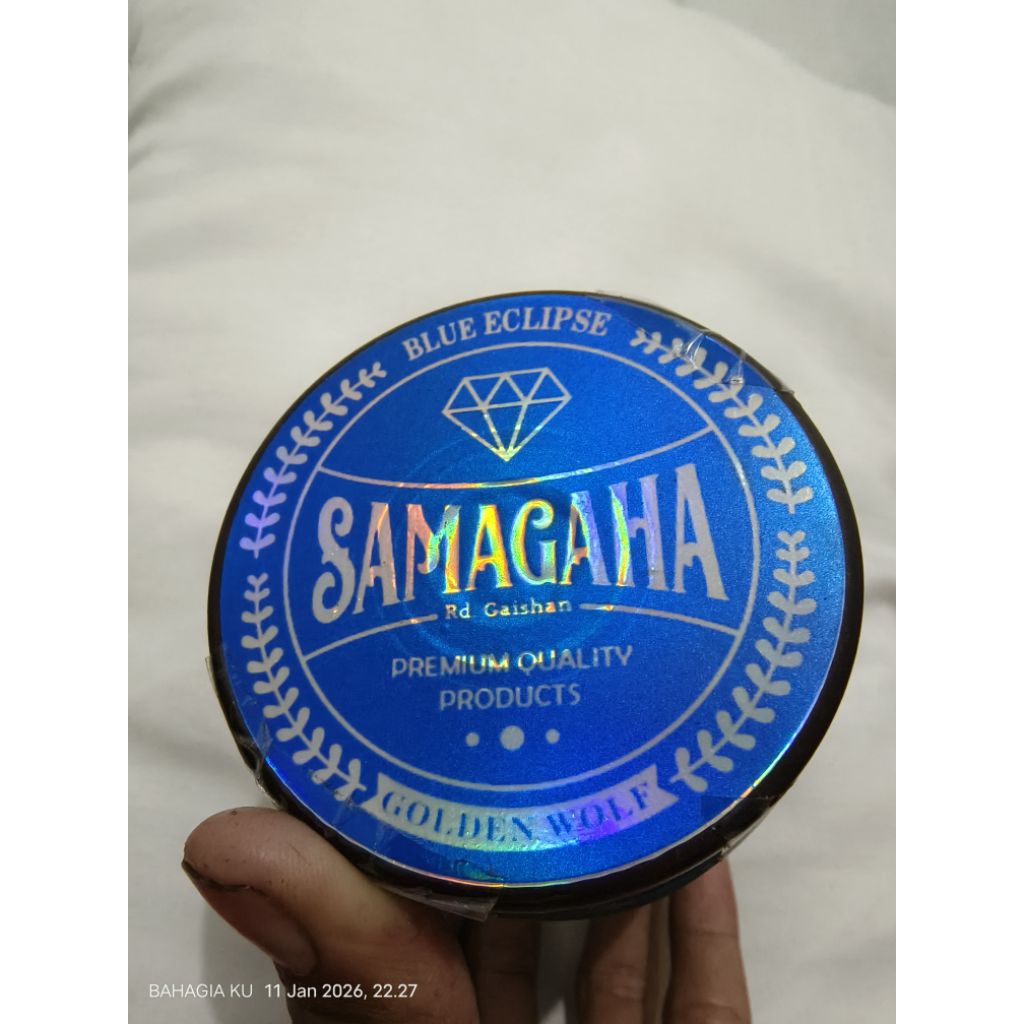 BLUE ECLIPSE
SAMAGAHA
Rd Gaishan
PREMIUM QUALITY
PRODUCTS
GOLDEN WOLF
BAHAGIA KU 11 Jan 2026, 22.27